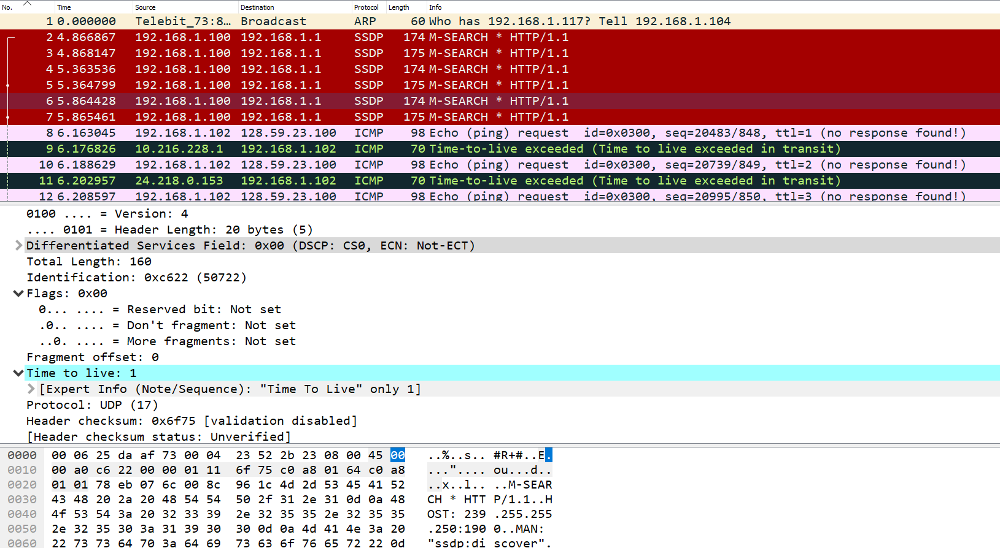 No. Time Source Destination Protocol Length Info
1 0.000000 Telebit_73:8… Broadcast ARP 60 Who has 192.168.1.117? Tell 192.168.1.104
2 4.866867 192.168.1.100 192.168.1.1 SSDP 174 M-SEARCH * HTTP/1.1
3 4.868147 192.168.1.100 192.168.1.1 SSDP 175 M-SEARCH * HTTP/1.1
4 5.363536 192.168.1.100 192.168.1.1 SSDP 174 M-SEARCH * HTTP/1.1
5 5.364799 192.168.1.100 192.168.1.1 SSDP 175 M-SEARCH * HTTP/1.1
6 5.864428 192.168.1.100 192.168.1.1 SSDP 174 M-SEARCH * HTTP/1.1
7 5.865461 192.168.1.100 192.168.1.1 SSDP 175 M-SEARCH * HTTP/1.1
8 6.163045 192.168.1.102 128.59.23.100 ICMP 98 Echo (ping) request id=0x0300, seq=20483/848, ttl=1 (no response found!)
9 6.176826 10.216.228.1 192.168.1.102 ICMP 70 Time-to-live exceeded (Time to live exceeded in transit)
10 6.188629 192.168.1.102 128.59.23.100 ICMP 98 Echo (ping) request id=0x0300, seq=20739/849, ttl=2 (no response found!)
11 6.202957 24.218.0.153 192.168.1.102 ICMP 70 Time-to-live exceeded (Time to live exceeded in transit)
12 6.208597 192.168.1.102 128.59.23.100 ICMP 98 Echo (ping) request id=0x0300, seq=20995/850, ttl=3 (no response found!)
0100 .... = Version: 4
.... 0101 = Header Length: 20 bytes (5)
Differentiated Services Field: 0x00 (DSCP: CS0, ECN: Not-ECT)
Total Length: 160
Identification: 0xc622 (50722)
Flags: 0x00
0... .... = Reserved bit: Not set
.0.. .... = Don't fragment: Not set
..0. .... = More fragments: Not set
Fragment offset: 0
Time to live: 1
[Expert Info (Note/Sequence): "Time To Live" only 1]
Protocol: UDP (17)
Header checksum: 0x6f75 [validation disabled]
[Header checksum status: Unverified]
0000 00 06 25 da af 73 00 04 23 52 2b 23 08 00 45 00 ..%..s.. #R+#..E.
0010 00 a0 c6 22 00 00 01 11 6f 75 c0 a8 01 64 c0 a8 ...".... ou...d..
0020 01 01 78 eb 07 6c 00 8c 96 1c 4d 2d 53 45 41 52 ..x..l.. ..M-SEAR
0030 43 48 20 2a 20 48 54 54 50 2f 31 2e 31 0d 0a 48 CH * HTT P/1.1..H
0040 4f 53 54 3a 20 32 33 39 2e 32 35 35 2e 32 35 35 OST: 239 .255.255
0050 2e 32 35 30 3a 31 39 30 30 0d 0a 4d 41 4e 3a 20 .250:190 0..MAN:
0060 22 73 73 64 70 3a 64 69 73 63 6f 76 65 72 22 0d "ssdp:di scover".